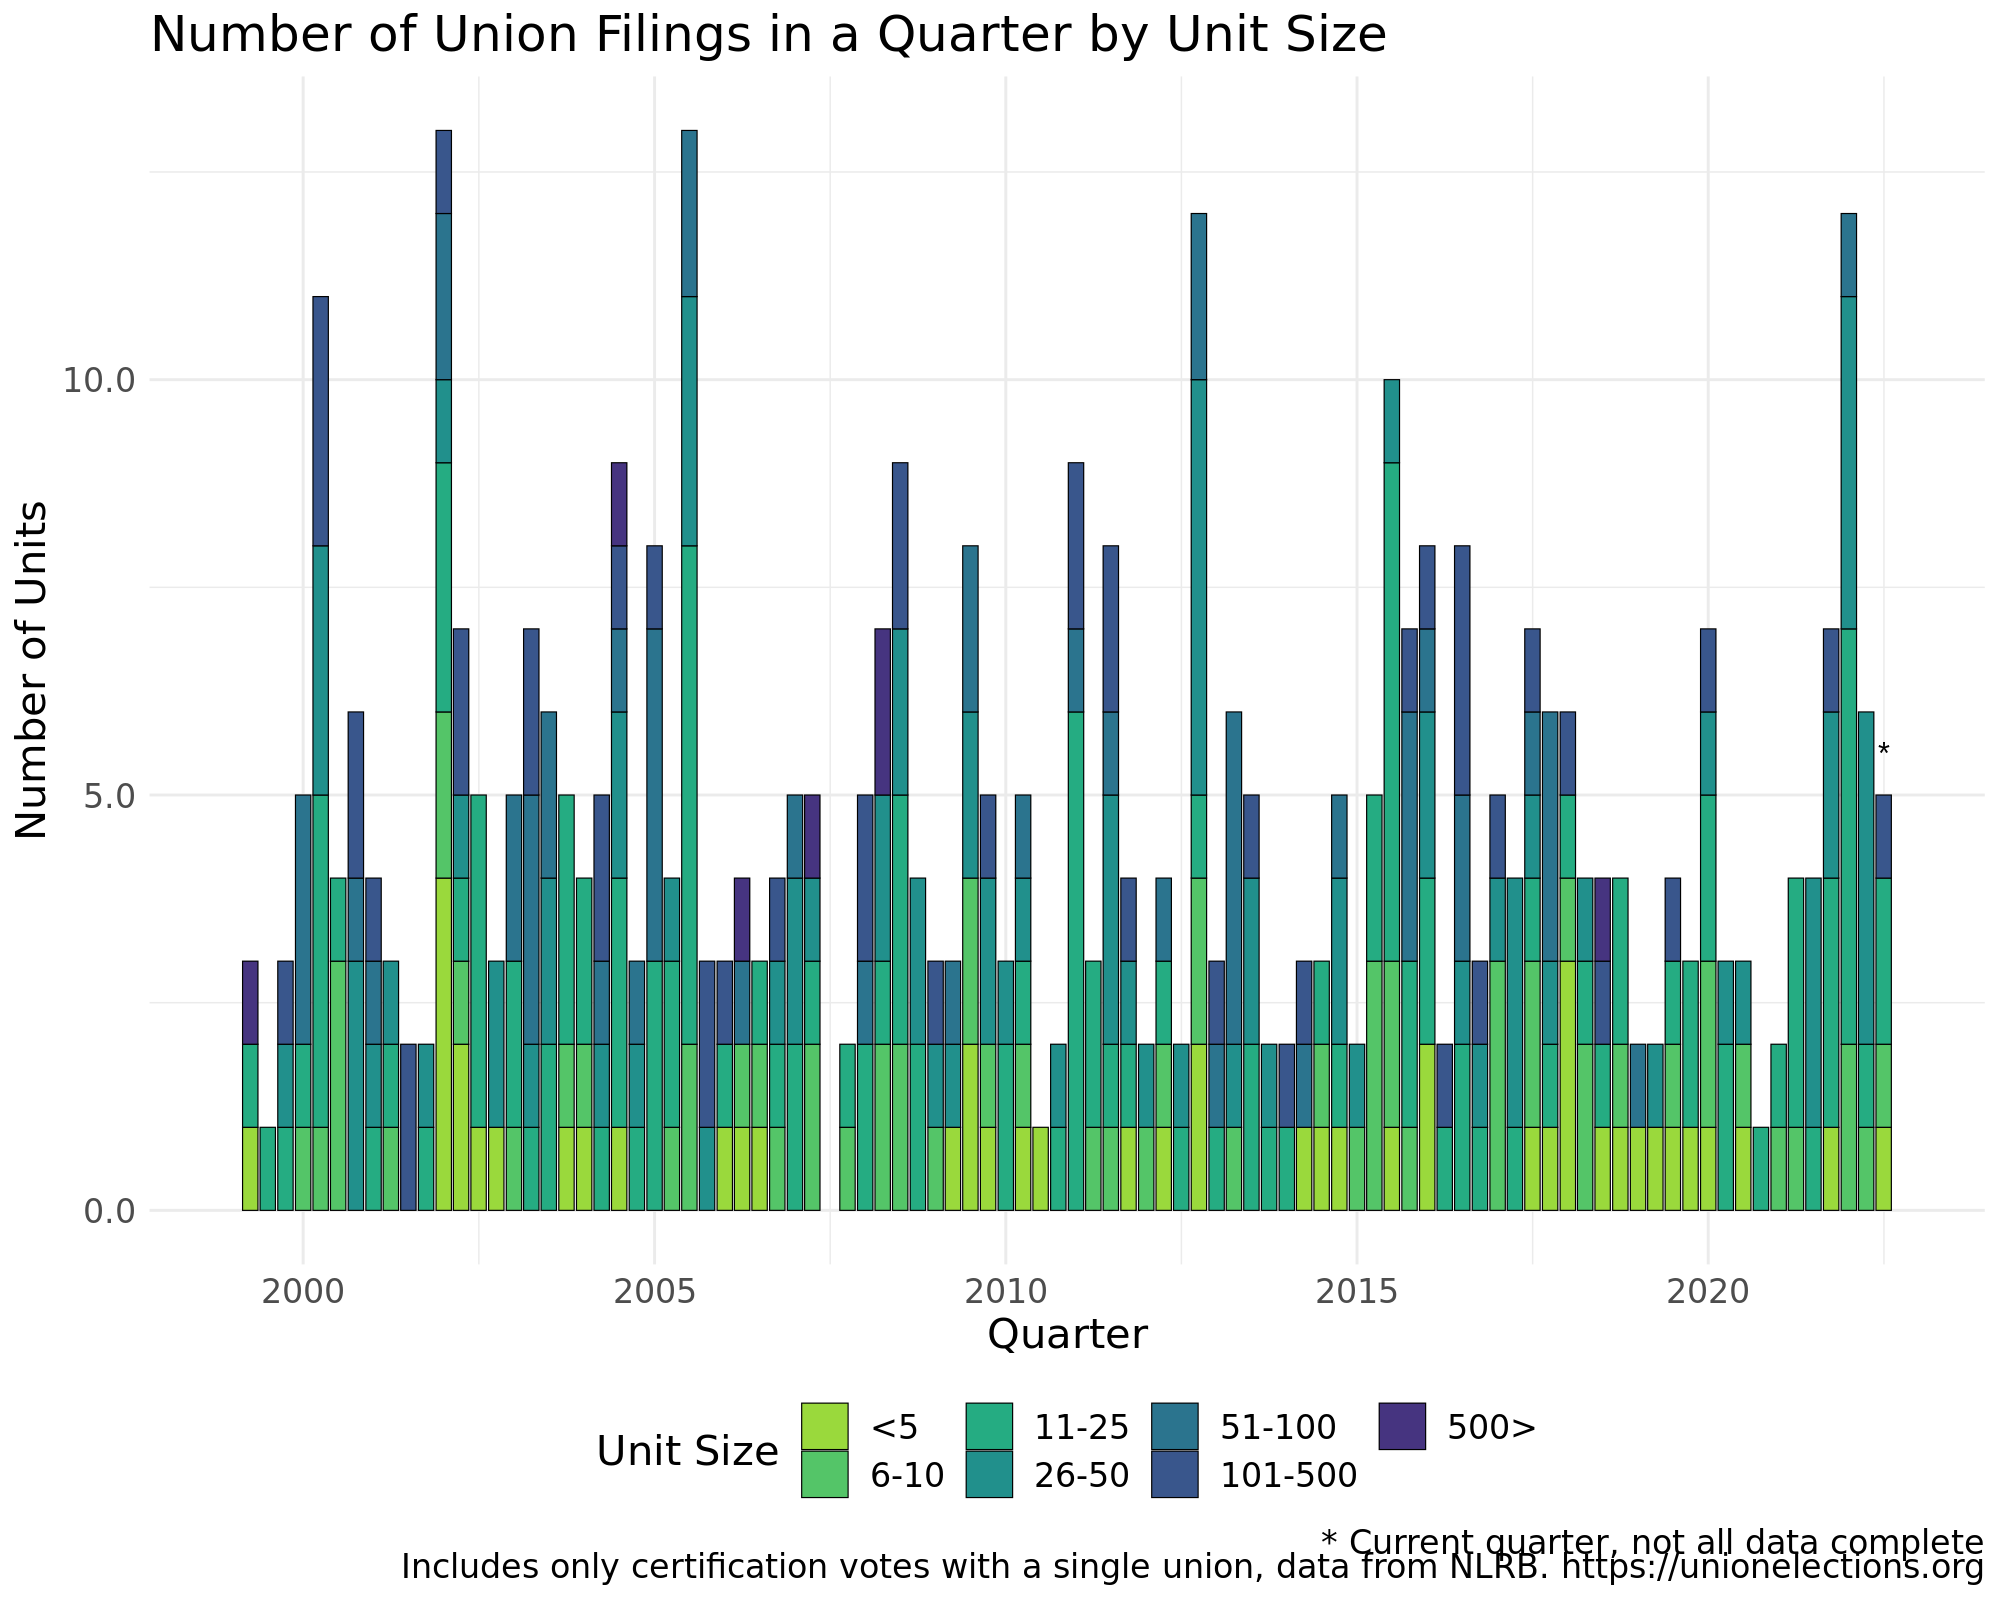 Number of Union Filings in a Quarter by Unit Size
Number of Units
10.0
5.0
0.0
*
2000 2005 2010 2015 2020
Quarter
Unit Size
<5 11-25 51-100 500>
6-10 26-50 101-500
* Current quarter, not all data complete
Includes only certification votes with a single union, data from NLRB. https://unionelections.org